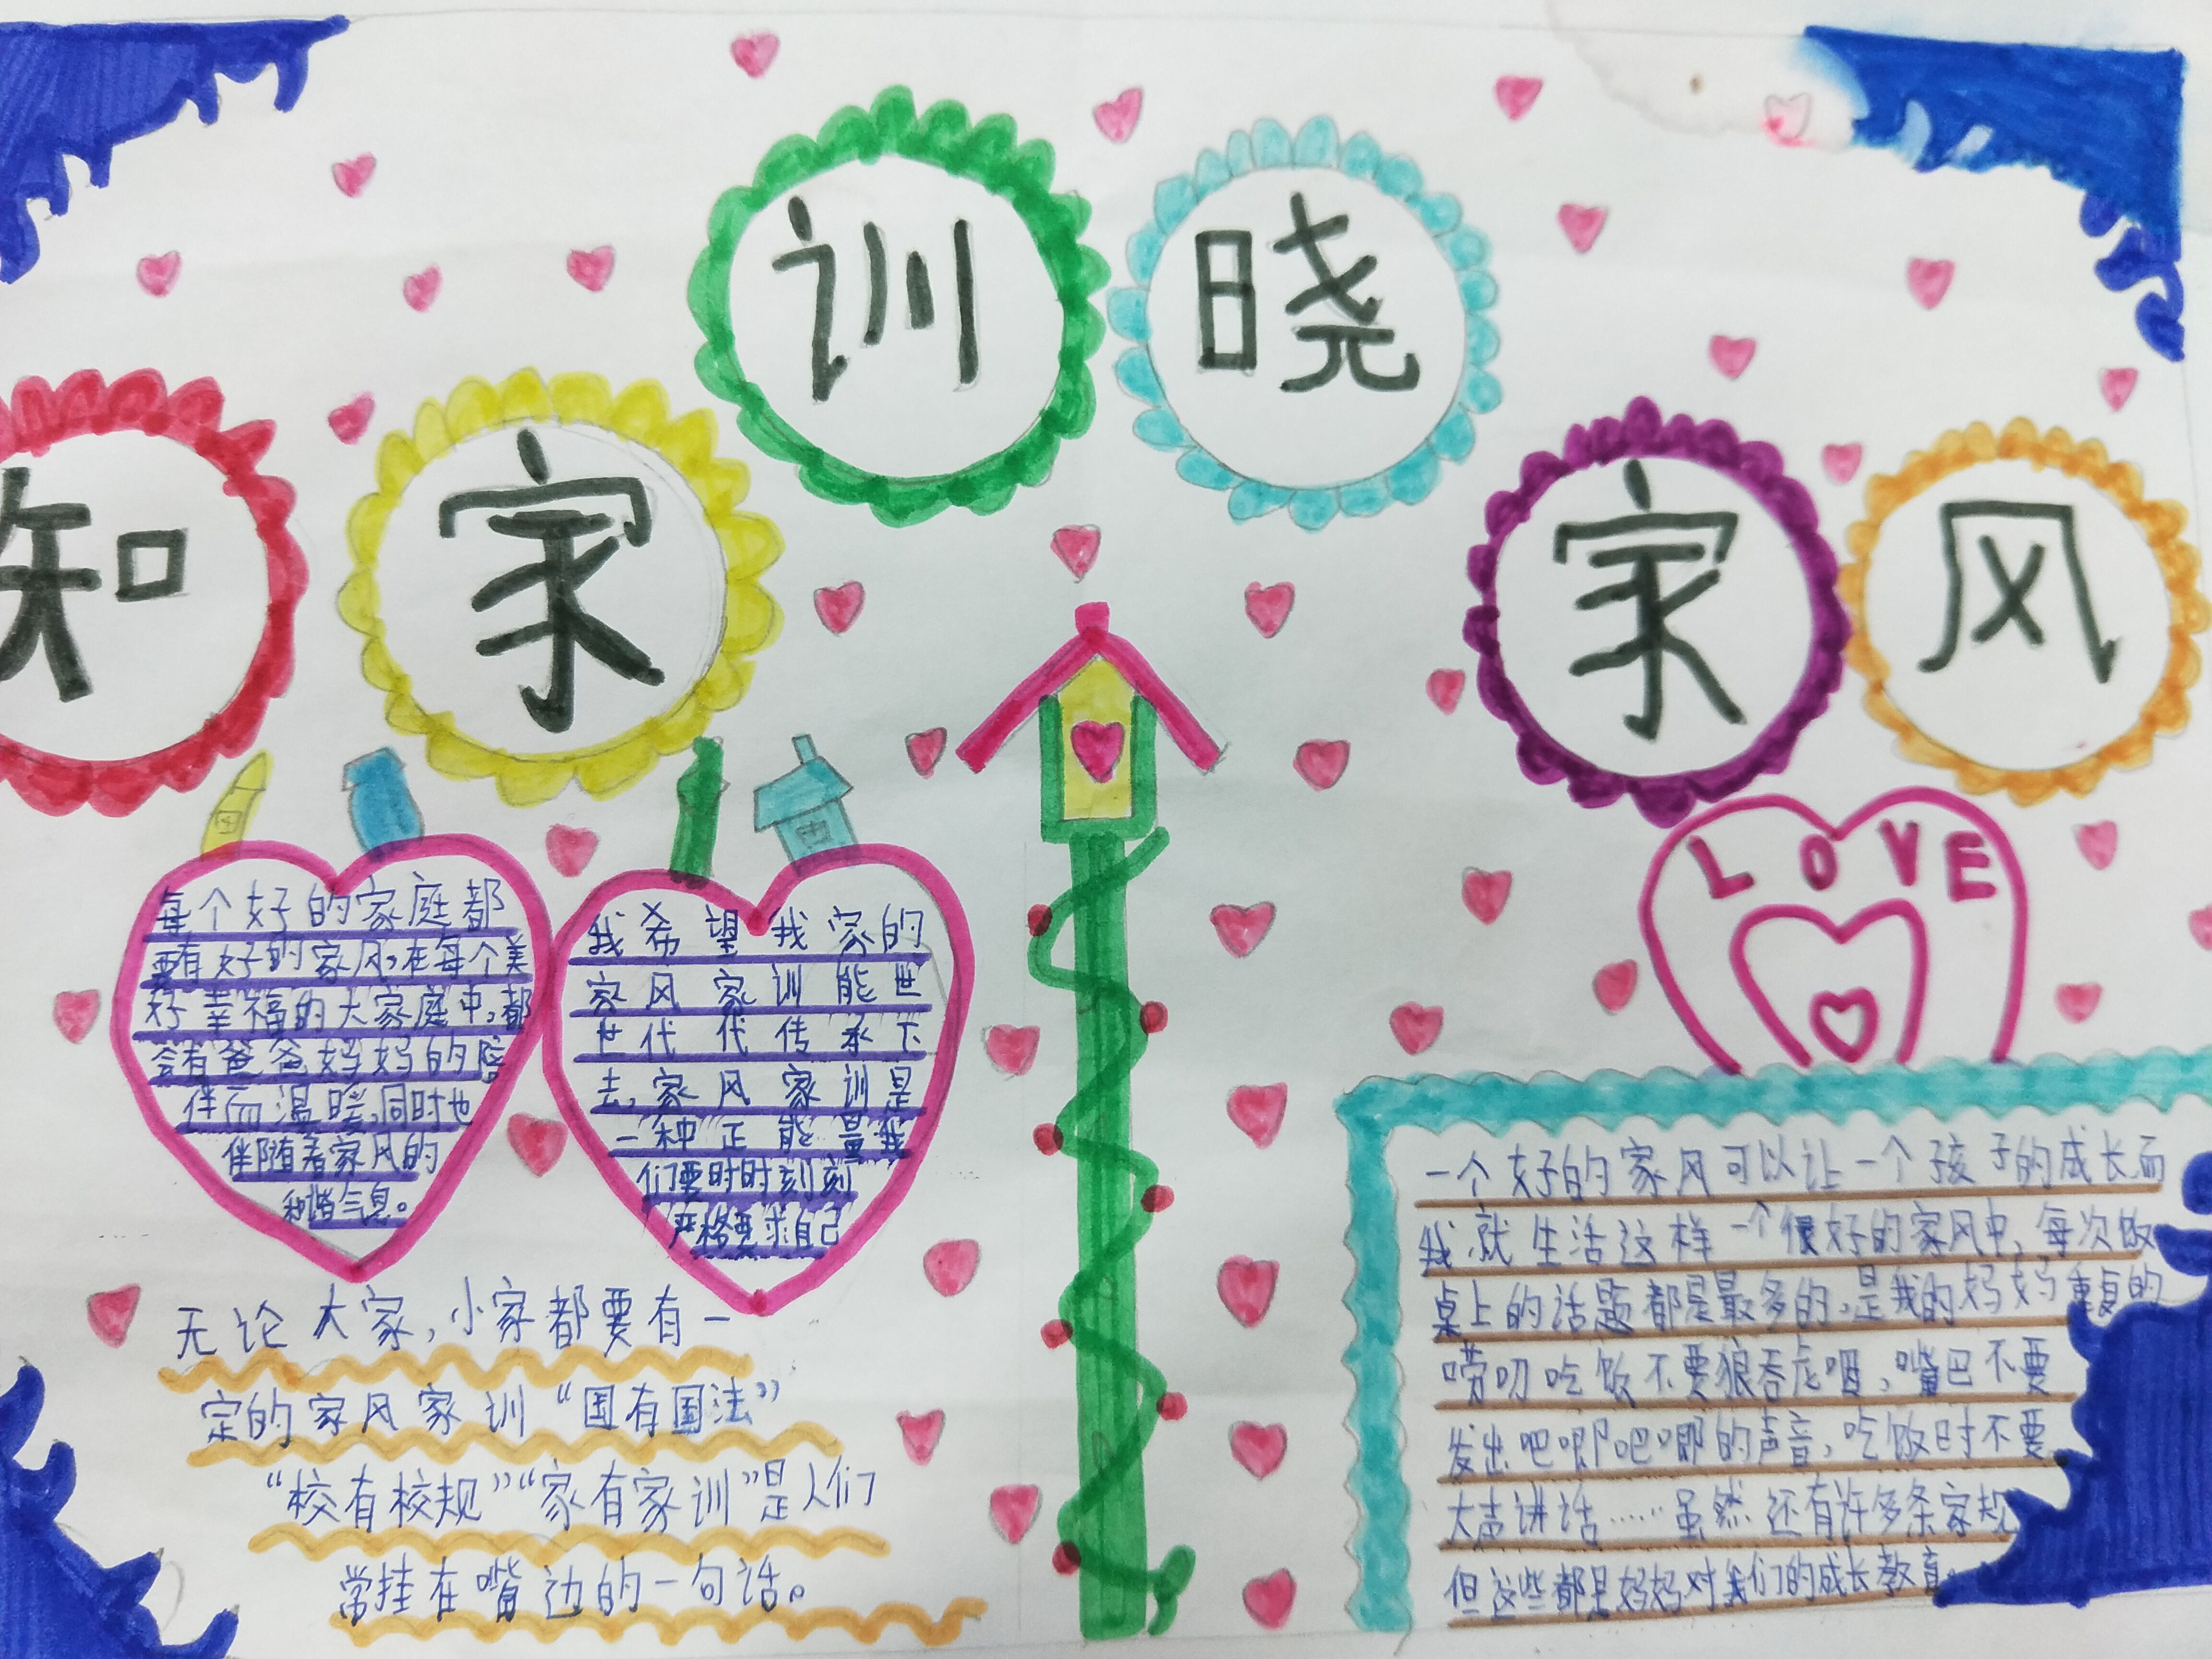 知家训晓家风
LOVE
每个好的家庭都
要有好的家风,在每个美
好幸福的大家庭中,都
会有爸爸妈妈的陪
伴而温暖,同时也
伴随着家风的
和谐气息。
我希望我家的
家风家训能世
世代代传承下
去,家风家训是
一种正能量我
们要时时刻刻
严格要求自己
无论大家,小家都要有一
定的家风家训“国有国法”
“校有校规”“家有家训”是人们
常挂在嘴边的一句话。
一个好的家风可以让一个孩子的成长而
我就生活这样一个很好的家风中,每次饭
桌上的话题都是最多的,是我的妈妈重复的
唠叨吃饭不要狼吞虎咽,嘴巴不要
发出吧唧吧唧的声音,吃饭时不要
大声讲话……虽然还有许多条家规
但这些都是妈妈对我们的成长教育。